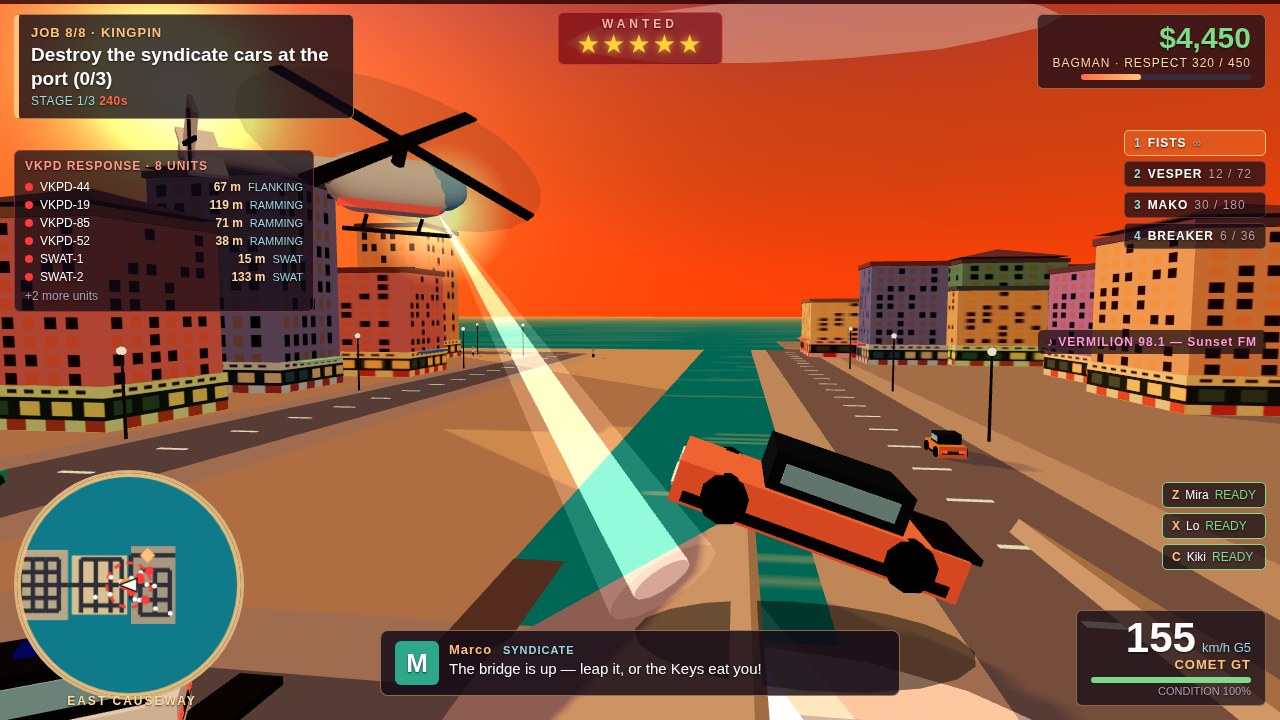 JOB 8/8 · KINGPIN
Destroy the syndicate cars at the
port (0/3)
STAGE 1/3 240s
WANTED
★★★★★
$4,450
BAGMAN · RESPECT 320 / 450
VKPD RESPONSE · 8 UNITS
VKPD-44 67 m FLANKING
VKPD-19 119 m RAMMING
VKPD-85 71 m RAMMING
VKPD-52 38 m RAMMING
SWAT-1 15 m SWAT
SWAT-2 133 m SWAT
+2 more units
1 FISTS ∞
2 VESPER 12 / 72
3 MAKO 30 / 180
4 BREAKER 6 / 36
♪ VERMILION 98.1 — Sunset FM
Z Mira READY
X Lo READY
C Kiki READY
EAST CAUSEWAY
M
Marco SYNDICATE
The bridge is up — leap it, or the Keys eat you!
155 km/h G5
COMET GT
CONDITION 100%